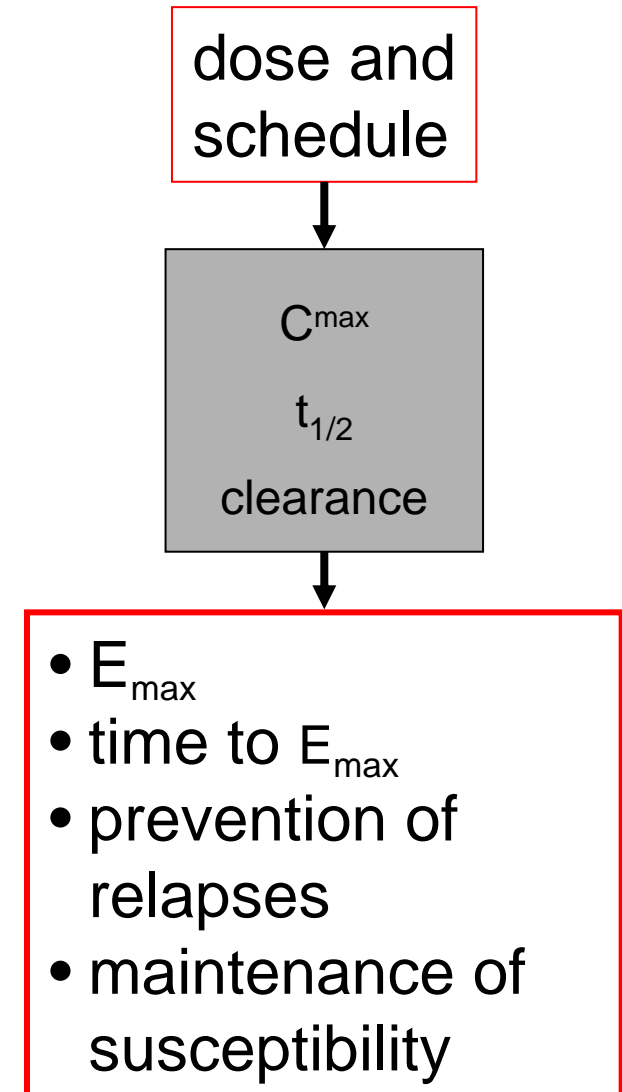 dose and
schedule
Cmax
t1/2
clearance
• Emax
• time to Emax
• prevention of
relapses
• maintenance of
susceptibility